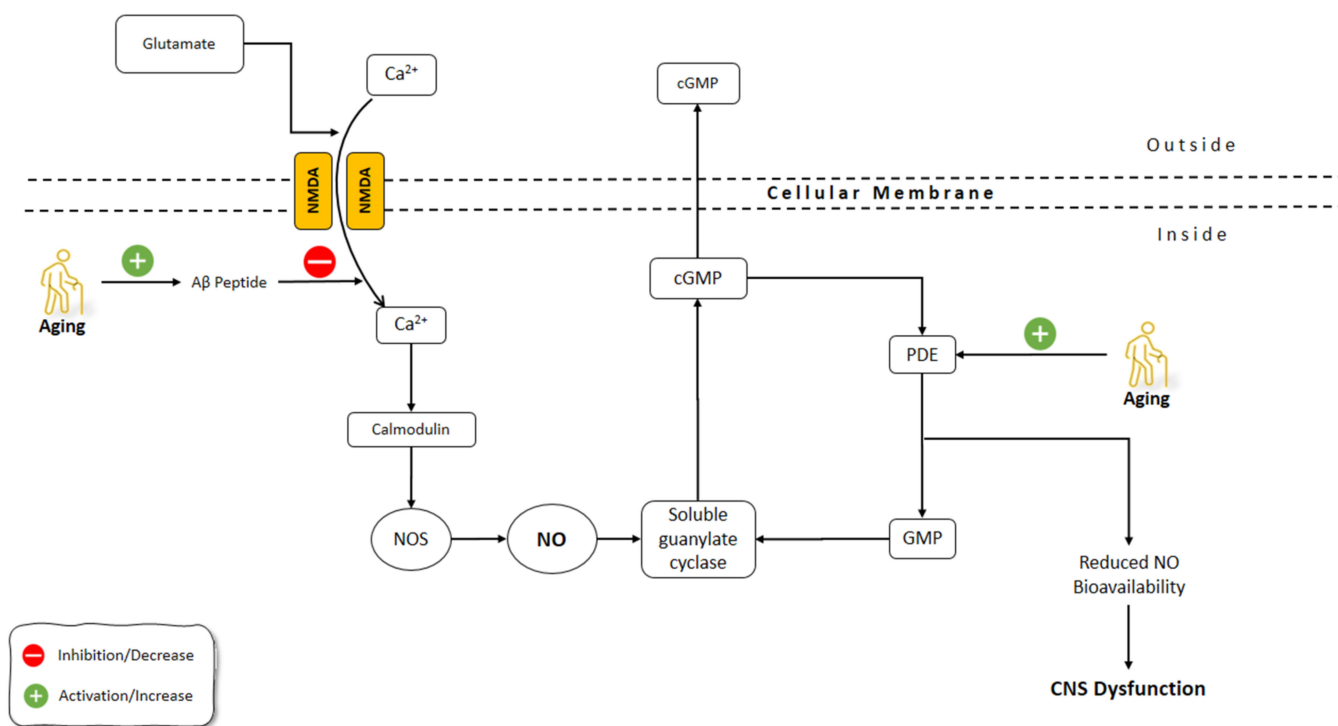 Glutamate
Ca²⁺
cGMP
Outside
NMDA
NMDA
Cellular Membrane
Inside
Aging
Aβ Peptide
cGMP
Ca²⁺
PDE
Aging
Calmodulin
NOS
NO
Soluble
guanylate
cyclase
GMP
Reduced NO
Bioavailability
CNS Dysfunction
Inhibition/Decrease
Activation/Increase